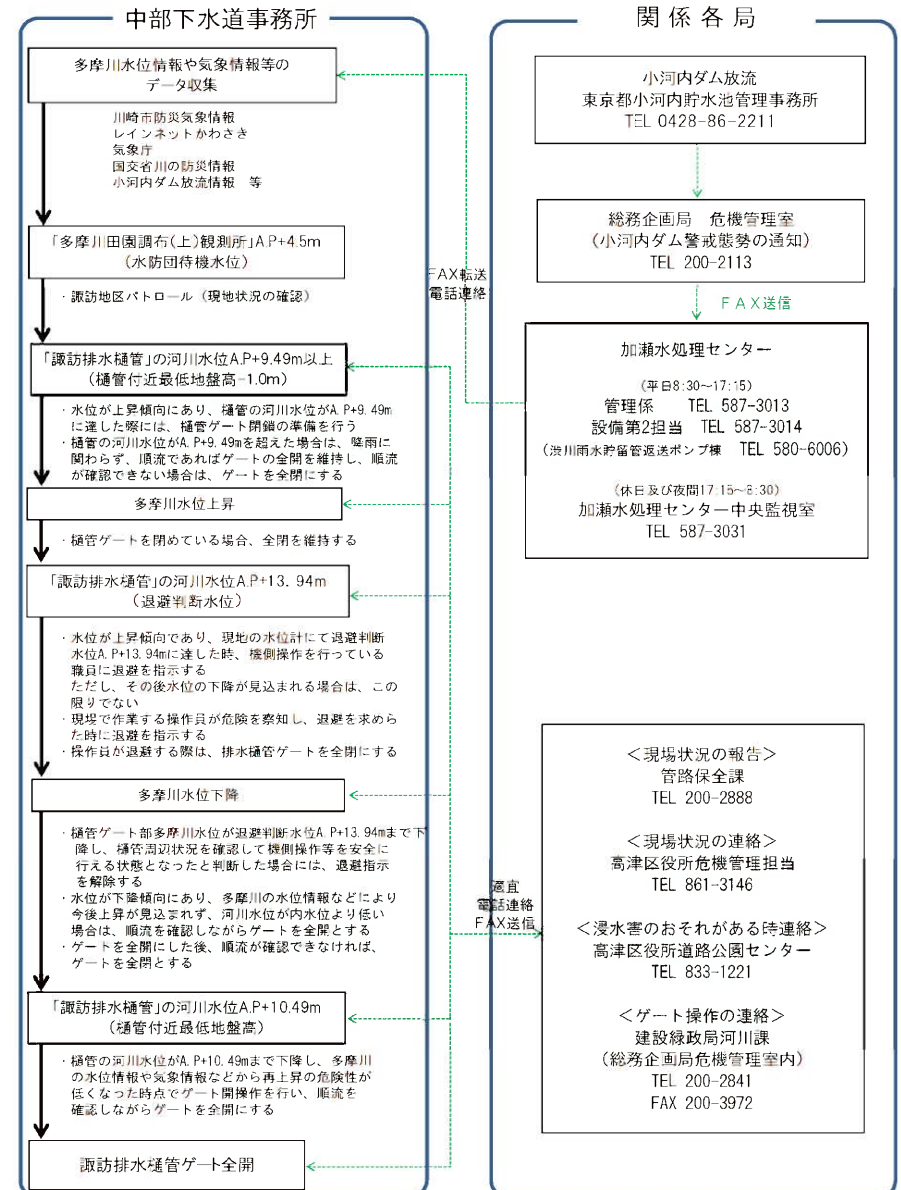 中部下水道事務所
多摩川水位情報や気象情報等の
データ収集
川崎市防災気象情報
レインネットかわさき
気象庁
国交省川の防災情報
小河内ダム放流情報 等
「多摩川田園調布(上)観測所」A.P+4.5m
(水防団待機水位)
・諏訪地区パトロール（現地状況の確認）
「諏訪排水樋管」の河川水位A.P+9.49m以上
(樋管付近最低地盤高-1.0m)
・水位が上昇傾向にあり、樋管の河川水位がA.P+9.49m
に達した際には、樋管ゲート閉鎖の準備を行う
・樋管の河川水位がA.P+9.49mを超えた場合は、降雨に
関わらず、順流であればゲートの全開を維持し、順流
が確認できない場合は、ゲートを全閉にする
多摩川水位上昇
・樋管ゲートを閉めている場合、全閉を維持する
「諏訪排水樋管」の河川水位A.P+13.94m
(退避判断水位)
・水位が上昇傾向であり、現地の水位計にて退避判断
水位A.P+13.94mに達した時、機側操作を行っている
職員に退避を指示する
ただし、その後水位の下降が見込まれる場合は、この
限りでない
・現場で作業する操作員が危険を察知し、退避を求めら
れた時に退避を指示する
・操作員が退避する際は、排水樋管ゲートを全閉にする
多摩川水位下降
・樋管ゲート部多摩川水位が退避判断水位A.P+13.94mまで下
降し、樋管周辺状況を確認して機側操作等を安全に
行える状態となったと判断した場合には、退避指示
を解除する
・水位が下降傾向にあり、多摩川の水位情報などにより
今後上昇が見込まれず、河川水位が内水位より低い
場合は、順流を確認しながらゲートを全開とする
・ゲートを全開にした後、順流が確認できなければ、
ゲートを全閉とする
「諏訪排水樋管」の河川水位A.P+10.49m
(樋管付近最低地盤高)
・樋管の河川水位がA.P+10.49mまで下降し、多摩川
の水位情報や気象情報などから再上昇の危険性が
低くなった時点でゲート開操作を行い、順流を
確認しながらゲートを全開にする
諏訪排水樋管ゲート全開
FAX転送
電話連絡
適宜
電話連絡
FAX送信
関係各局
小河内ダム放流
東京都小河内貯水池管理事務所
TEL 0428-86-2211
総務企画局 危機管理室
(小河内ダム警戒態勢の通知)
TEL 200-2113
ＦＡＸ送信
加瀬水処理センター
(平日8:30～17:15)
管理係 TEL 587-3013
設備第2担当 TEL 587-3014
(渋川雨水貯留管返送ポンプ棟 TEL 580-6006)
(休日及び夜間17:15～8:30)
加瀬水処理センター中央監視室
TEL 587-3031
＜現場状況の報告＞
管路保全課
TEL 200-2888
＜現場状況の連絡＞
高津区役所危機管理担当
TEL 861-3146
＜浸水害のおそれがある時連絡＞
高津区役所道路公園センター
TEL 833-1221
＜ゲート操作の連絡＞
建設緑政局河川課
(総務企画局危機管理室内)
TEL 200-2841
FAX 200-3972